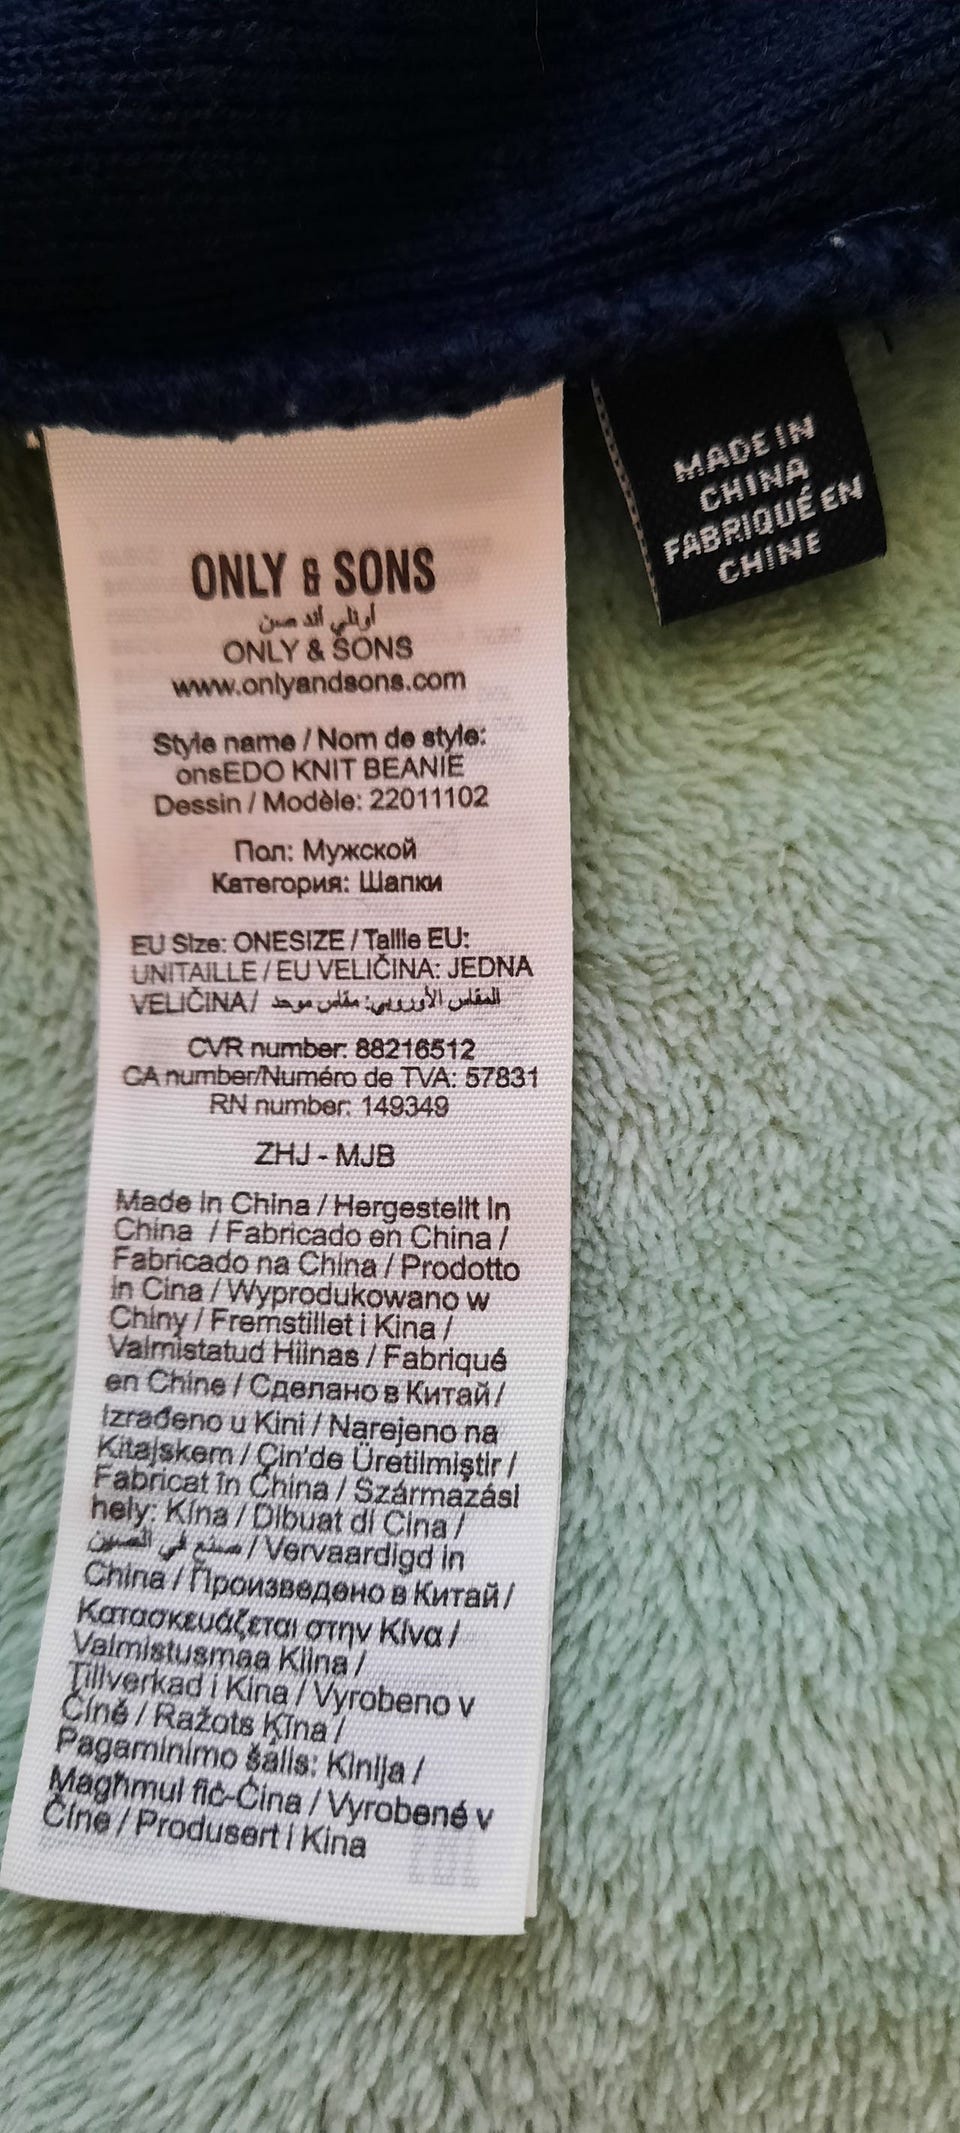 ONLY & SONS
أونلي أند صن
ONLY & SONS
www.onlyandsons.com
Style name / Nom de style:
onsEDO KNIT BEANIE
Dessin / Modèle: 22011102
Пол: Мужской
Категория: Шапки
EU Size: ONESIZE / Taille EU:
UNITAILLE / EU VELIČINA: JEDNA
VELIČINA / المقاس الأوروبي: مقاس موحد
CVR number: 88216512
CA number/Numéro de TVA: 57831
RN number: 149349
ZHJ - MJB
Made in China / Hergestellt in
China / Fabricado en China /
Fabricado na China / Prodotto
in Cina / Wyprodukowano w
Chiny / Fremstillet i Kina /
Valmistatud Hiinas / Fabriqué
en Chine / Сделано в Китай /
Izrađeno u Kini / Narejeno na
Kitajskem / Çin'de Üretilmiştir /
Fabricat în China / Származási
hely: Kína / Dibuat di Cina /
صنع في الصين / Vervaardigd in
China / Произведено в Китай /
Κατασκευάζεται στην Κίνα /
Valmistusmaa Kiina /
Tillverkad i Kina / Vyrobeno v
Číně / Ražots Ķīna /
Pagaminimo šalis: Kinija /
Magħmul fiċ-Ċina / Vyrobené v
Číne / Produsert i Kina
MADE IN
CHINA
FABRIQUÉ EN
CHINE